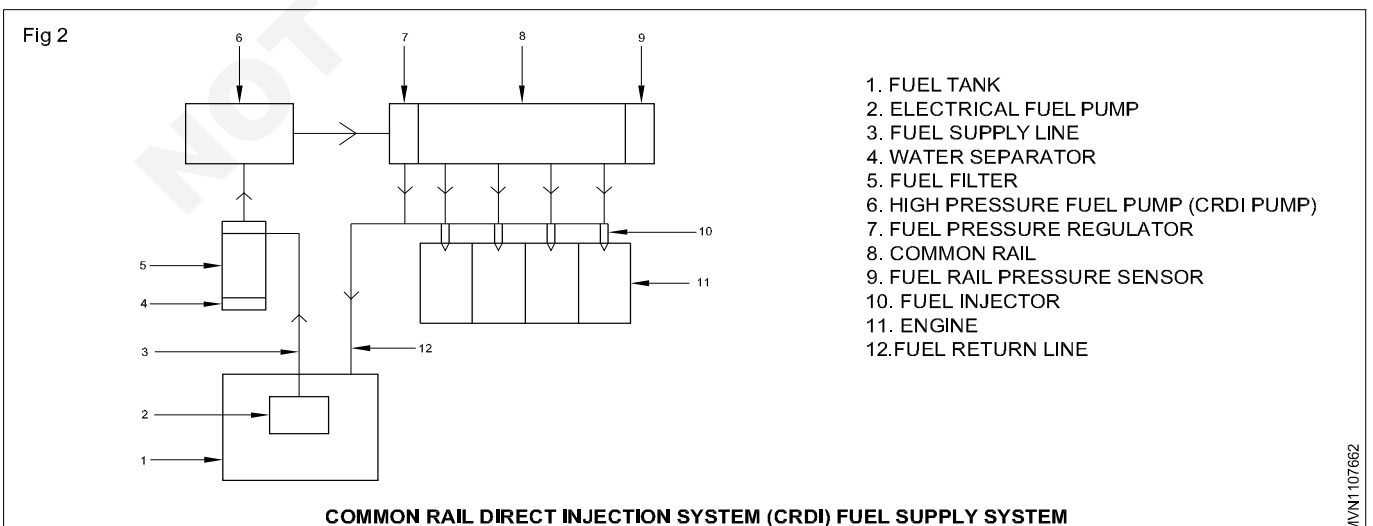 Fig 2
6
7
8
9
10
11
5
4
3
12
2
1
1. FUEL TANK
2. ELECTRICAL FUEL PUMP
3. FUEL SUPPLY LINE
4. WATER SEPARATOR
5. FUEL FILTER
6. HIGH PRESSURE FUEL PUMP (CRDI PUMP)
7. FUEL PRESSURE REGULATOR
8. COMMON RAIL
9. FUEL RAIL PRESSURE SENSOR
10. FUEL INJECTOR
11. ENGINE
12.FUEL RETURN LINE
COMMON RAIL DIRECT INJECTION SYSTEM (CRDI) FUEL SUPPLY SYSTEM
MVN1107662
NOT